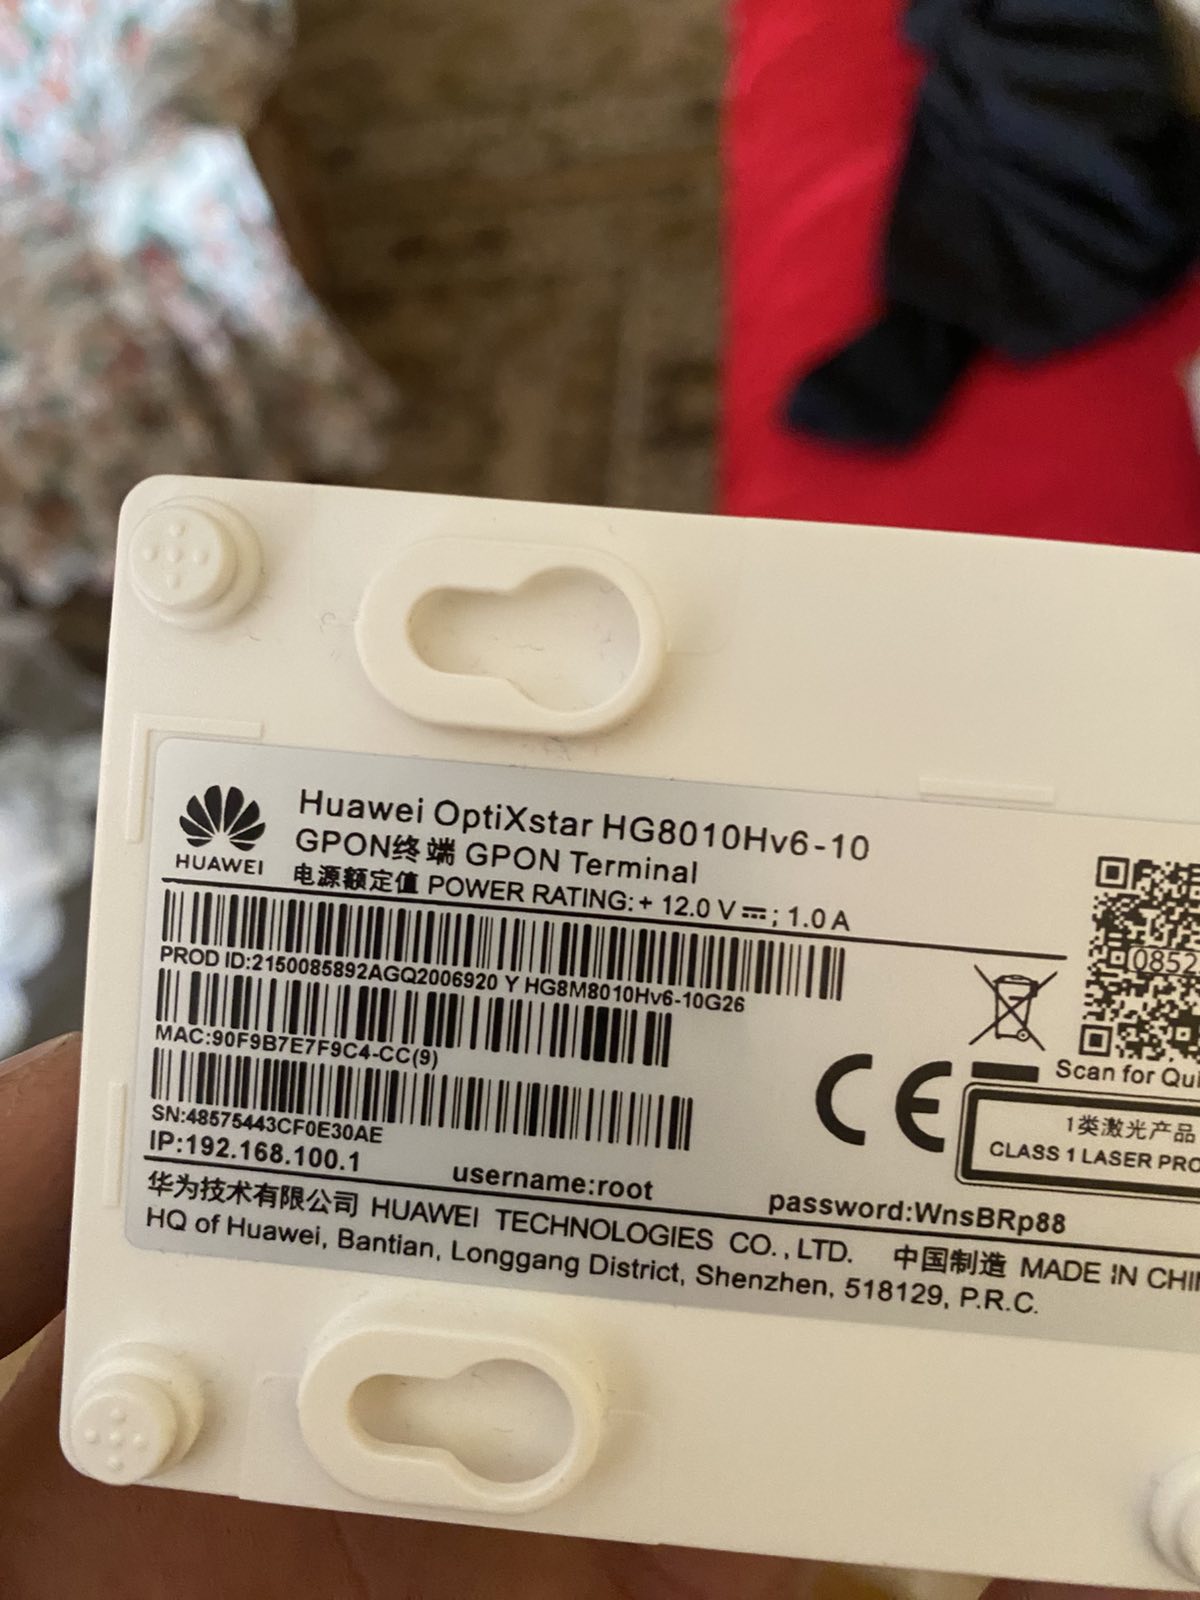 Huawei OptiXstar HG8010Hv6-10
GPON终端 GPON Terminal
HUAWEI
电源额定值 POWER RATING: + 12.0 V ⎓; 1.0 A
PROD ID:2150085892AGQ2006920 Y HG8M8010Hv6-10G26
MAC:90F9B7E7F9C4-CC(9)
SN:48575443CF0E30AE
IP:192.168.100.1 username:root password:WnsBRp88
0852
Scan for Qui
CE
1类激光产品
CLASS 1 LASER PRO
华为技术有限公司 HUAWEI TECHNOLOGIES CO., LTD. 中国制造 MADE IN CHI
HQ of Huawei, Bantian, Longgang District, Shenzhen, 518129, P.R.C.